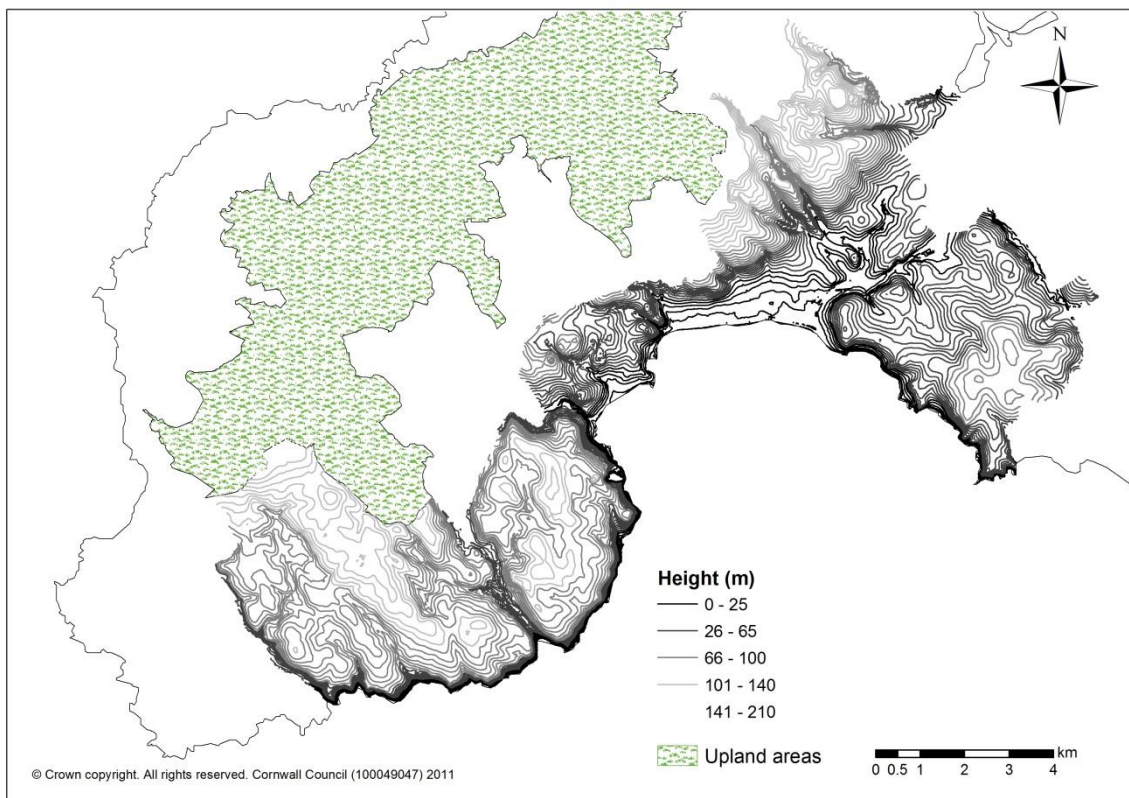 N
Height (m)
0 - 25
26 - 65
66 - 100
101 - 140
141 - 210
Upland areas
km
0 0.5 1 2 3 4
© Crown copyright. All rights reserved. Cornwall Council (100049047) 2011